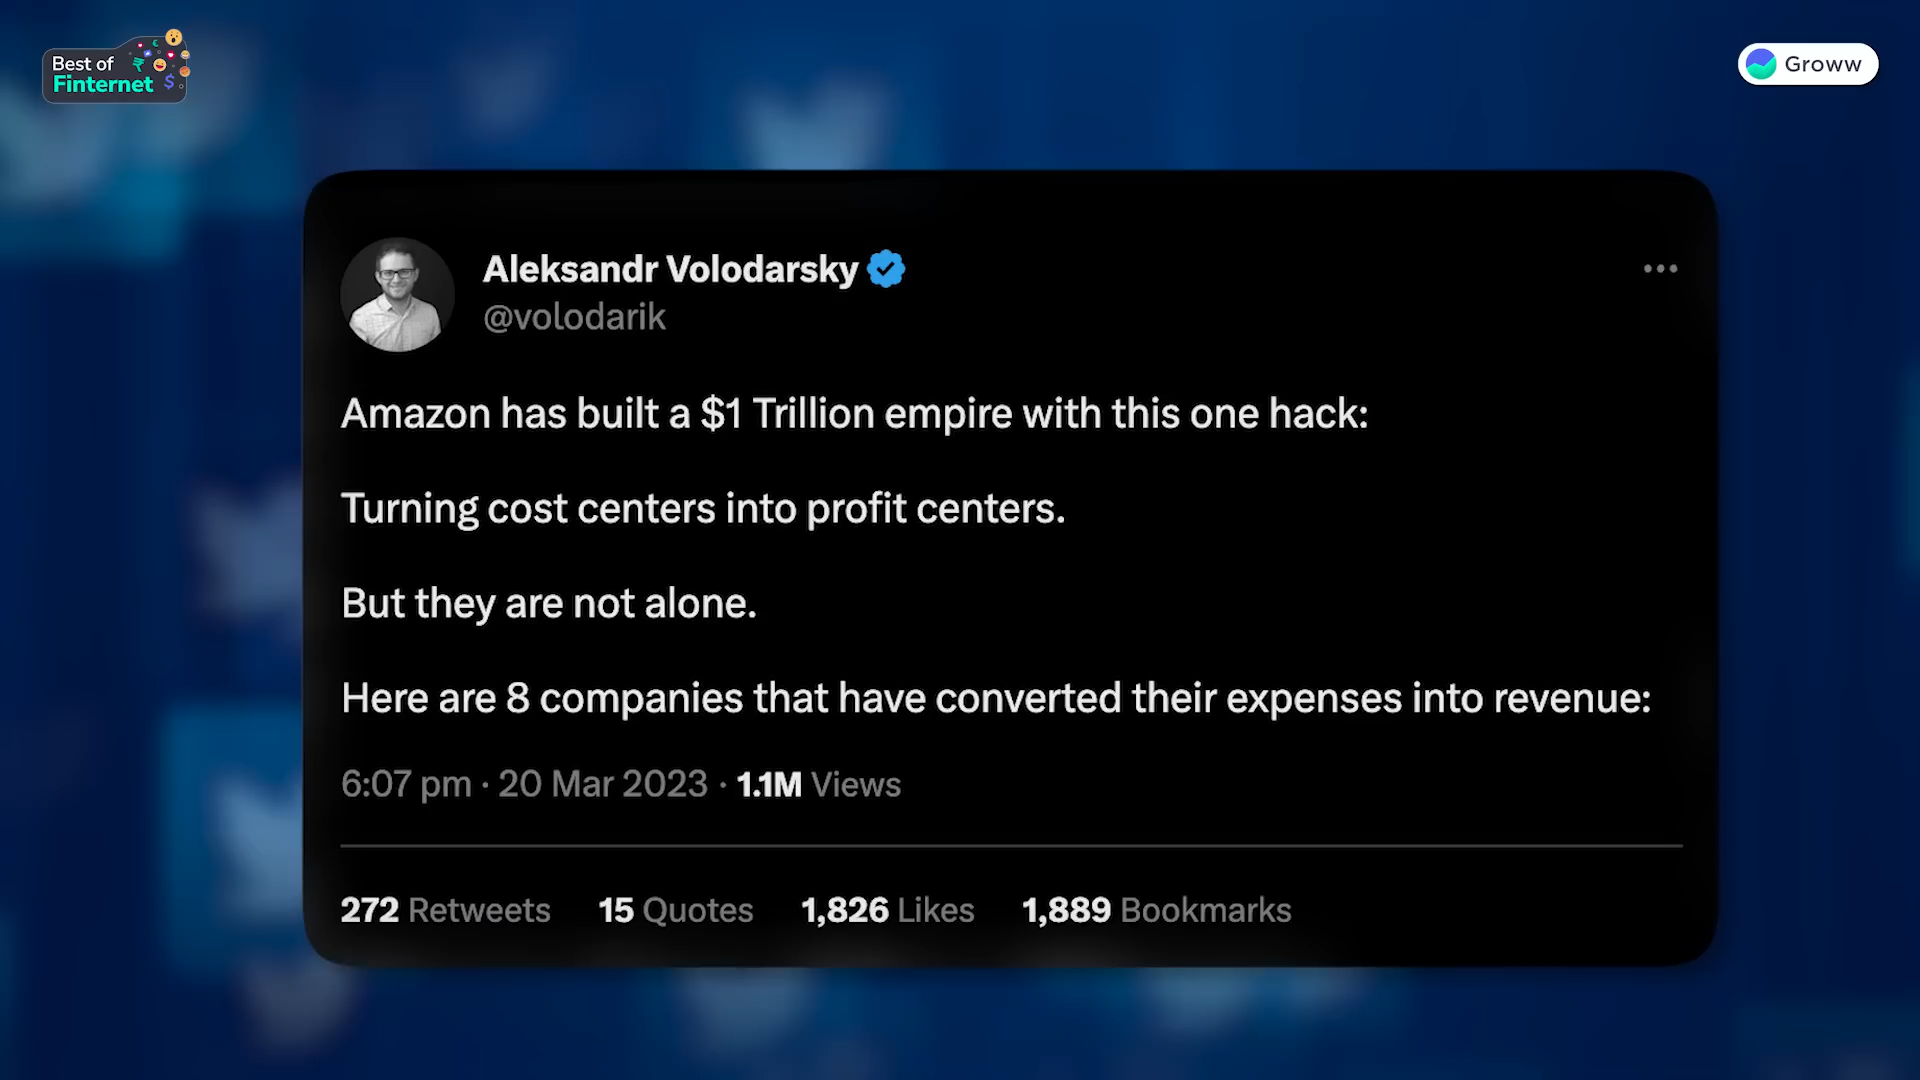 Best of
Finternet
Groww
Aleksandr Volodarsky
@volodarik
Amazon has built a $1 Trillion empire with this one hack:
Turning cost centers into profit centers.
But they are not alone.
Here are 8 companies that have converted their expenses into revenue:
6:07 pm · 20 Mar 2023 · 1.1M Views
272 Retweets 15 Quotes 1,826 Likes 1,889 Bookmarks